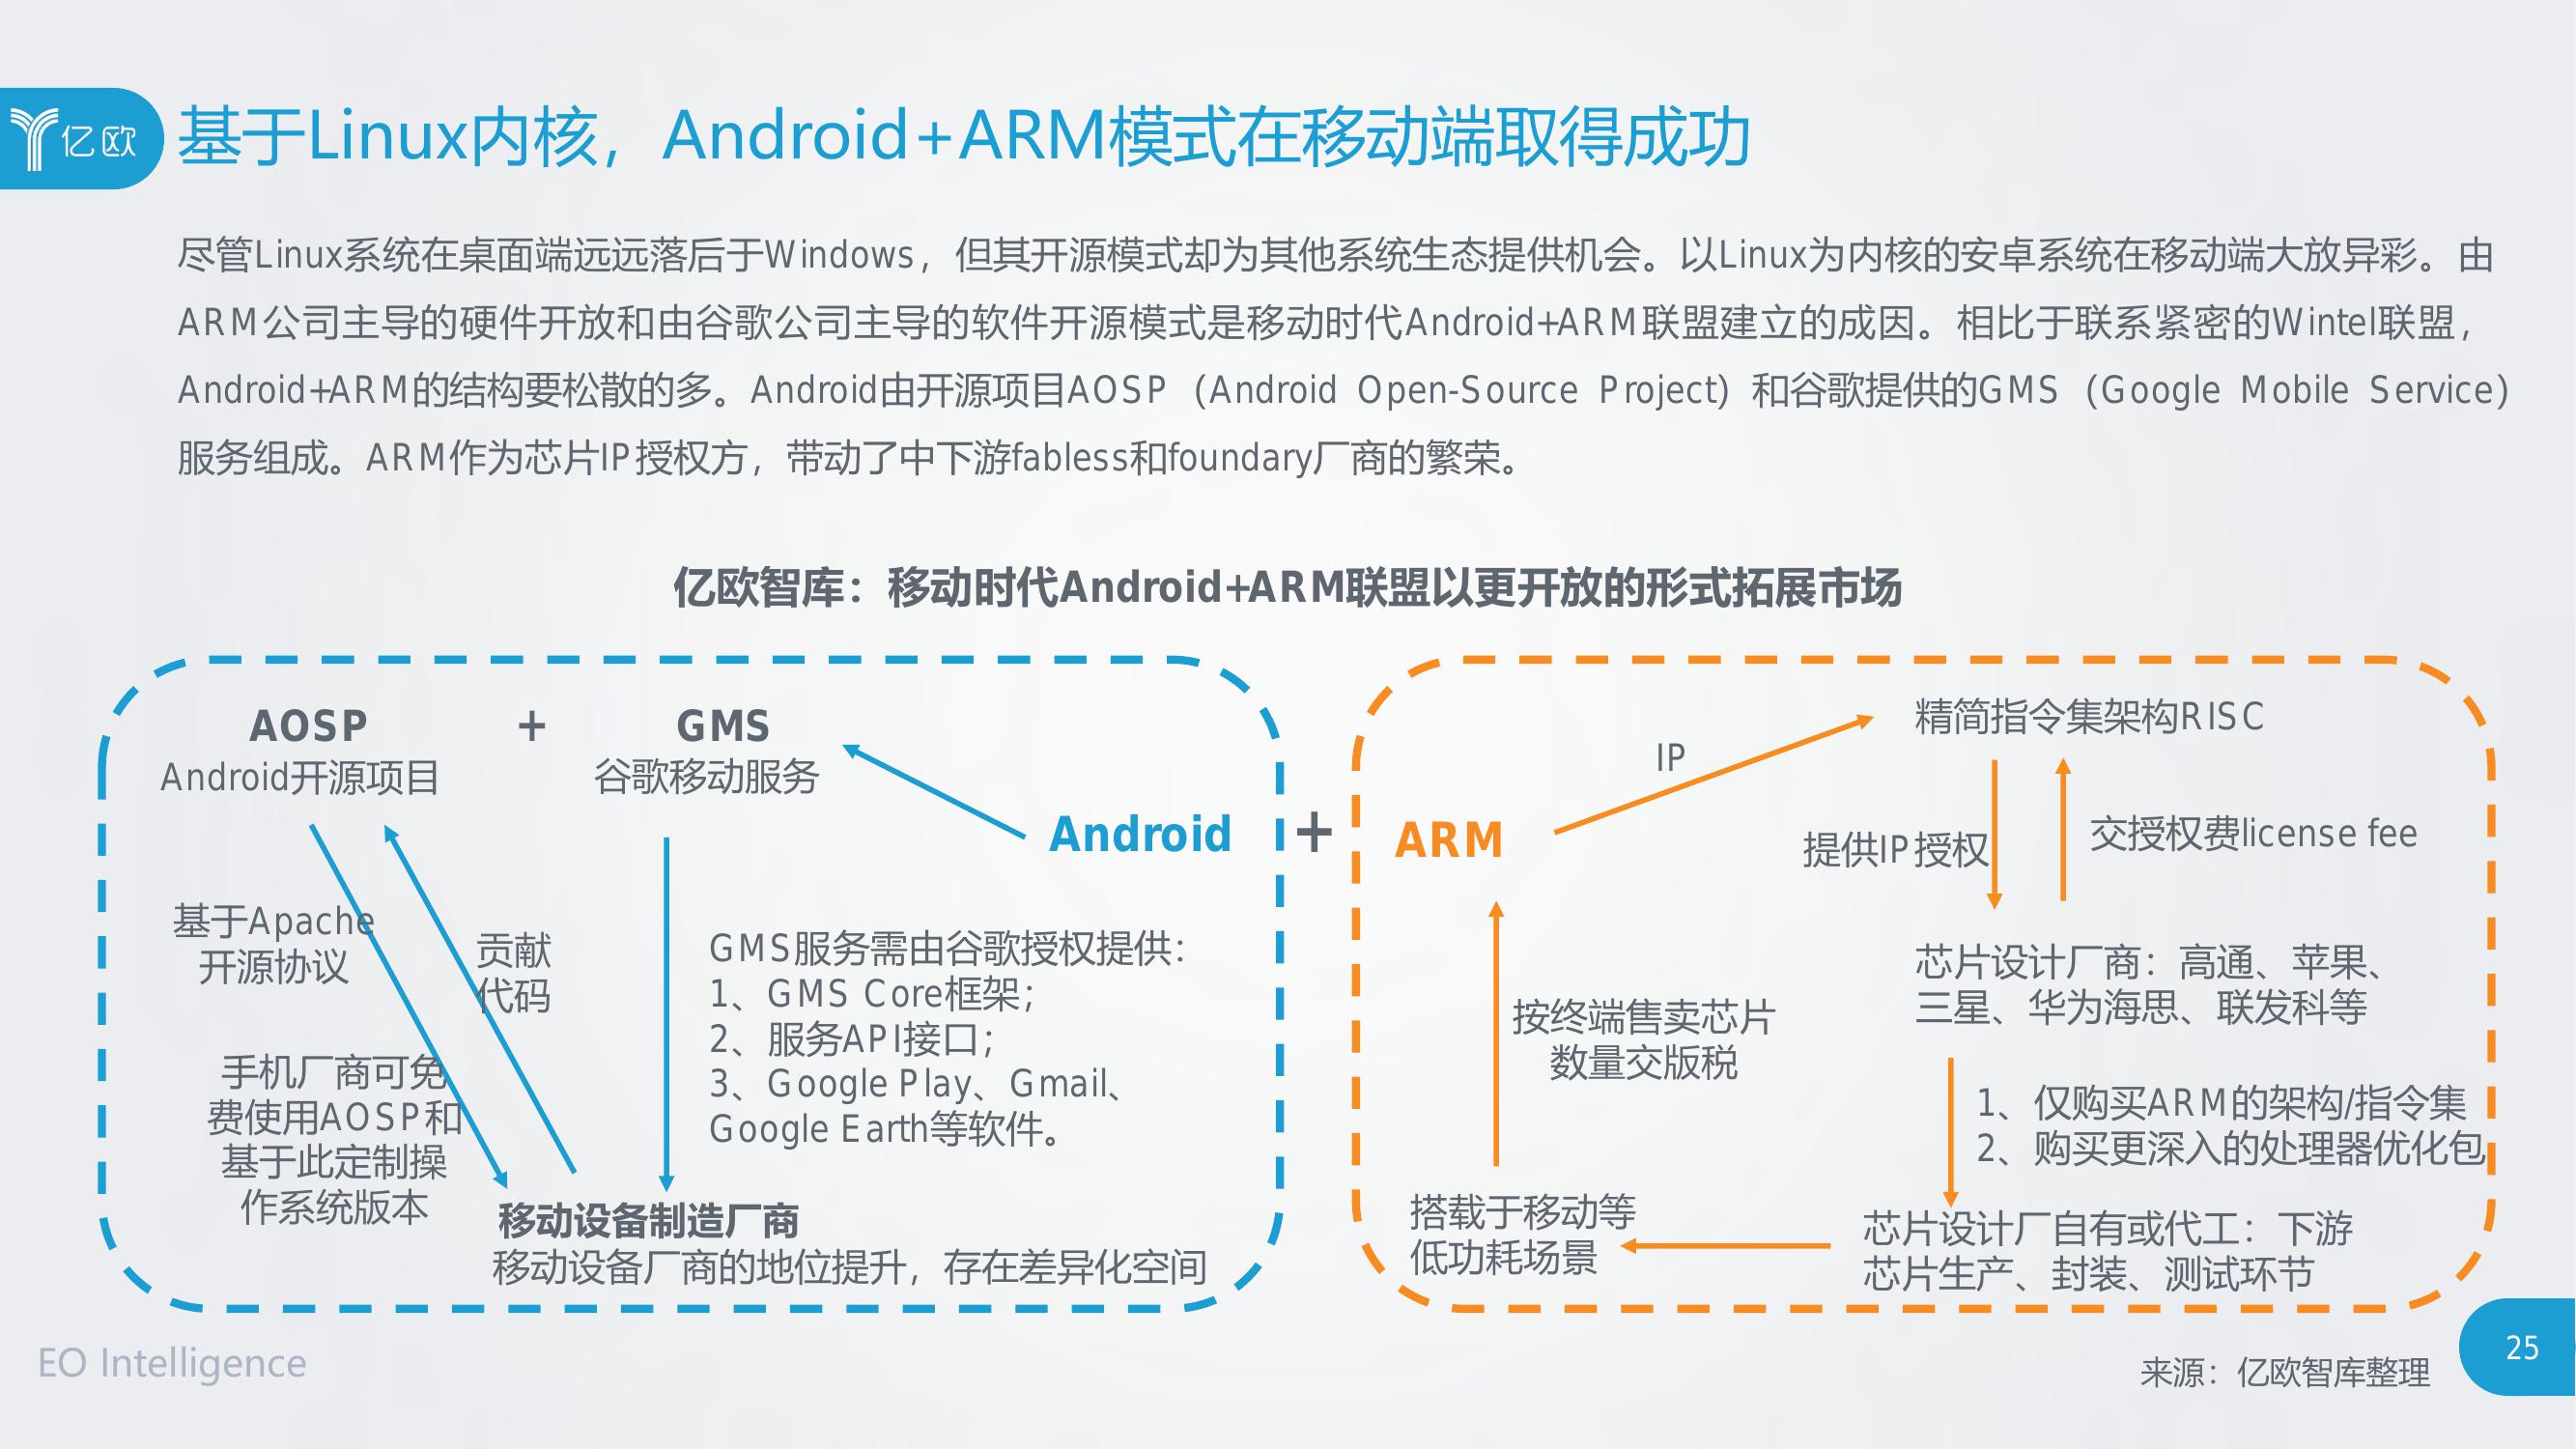 亿欧
基于Linux内核，Android+ARM模式在移动端取得成功
尽管Linux系统在桌面端远远落后于Windows，但其开源模式却为其他系统生态提供机会。以Linux为内核的安卓系统在移动端大放异彩。由
ARM公司主导的硬件开放和由谷歌公司主导的软件开源模式是移动时代Android+ARM联盟建立的成因。相比于联系紧密的Wintel联盟，
Android+ARM的结构要松散的多。Android由开源项目AOSP（Android Open-Source Project）和谷歌提供的GMS（Google Mobile Service）
服务组成。ARM作为芯片IP授权方，带动了中下游fabless和foundary厂商的繁荣。
亿欧智库：移动时代Android+ARM联盟以更开放的形式拓展市场
AOSP + GMS
Android开源项目
谷歌移动服务
Android
基于Apache
开源协议
贡献
代码
手机厂商可免
费使用AOSP和
基于此定制操
作系统版本
GMS服务需由谷歌授权提供：
1、GMS Core框架；
2、服务API接口；
3、Google Play、Gmail、
Google Earth等软件。
移动设备制造厂商
移动设备厂商的地位提升，存在差异化空间
+
ARM
IP
精简指令集架构RISC
提供IP授权
交授权费license fee
芯片设计厂商：高通、苹果、
三星、华为海思、联发科等
按终端售卖芯片
数量交版税
1、仅购买ARM的架构/指令集
2、购买更深入的处理器优化包
搭载于移动等
低功耗场景
芯片设计厂自有或代工：下游
芯片生产、封装、测试环节
EO Intelligence
来源：亿欧智库整理
25